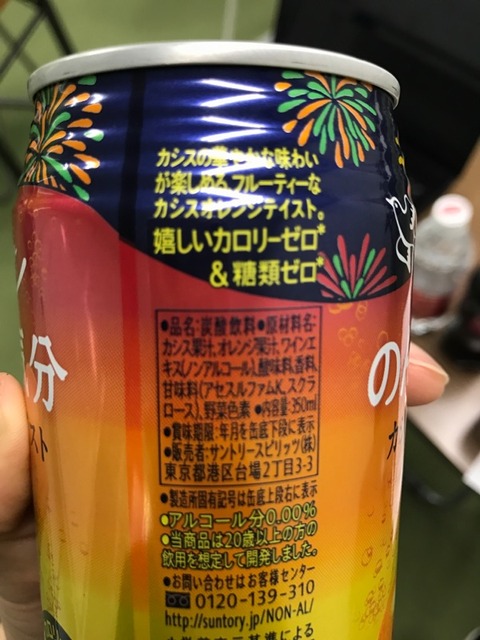 カシスの華やかな味わい
が楽しめるフルーティーな
カシスオレンジテイスト。
嬉しいカロリーゼロ*
&糖類ゼロ*
●品名:炭酸飲料●原材料名:
カシス果汁、オレンジ果汁、ワインエ
キス(ノンアルコール)、酸味料、香料、
甘味料(アセスルファムK、スクラ
ロース)、野菜色素 ●内容量:350ml
●賞味期限:年月を缶底下段に表示
●販売者:サントリースピリッツ(株)
東京都港区台場2丁目3-3
●製造所固有記号は缶底上段右に表示
●アルコール分0.00%
●当商品は20歳以上の方の
飲用を想定して開発しました。
●お問い合わせはお客様センター
0120-139-310
http://suntory.jp/NON-AL/
分
の